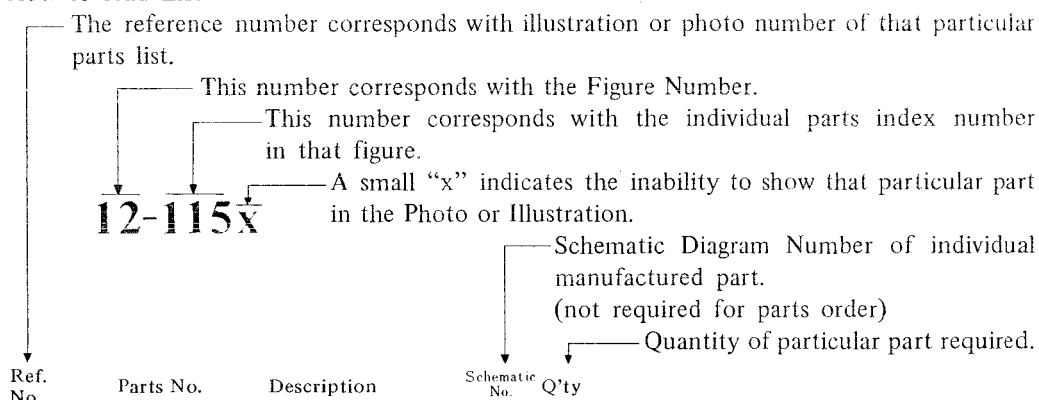 The reference number corresponds with illustration or photo number of that particular
parts list.
This number corresponds with the Figure Number.
This number corresponds with the individual parts index number
in that figure.
A small “x” indicates the inability to show that particular part
in the Photo or Illustration.
12-115x
Schematic Diagram Number of individual
manufactured part.
(not required for parts order)
Quantity of particular part required.
Ref. Parts No. Description Schematic No. Q'ty
No.